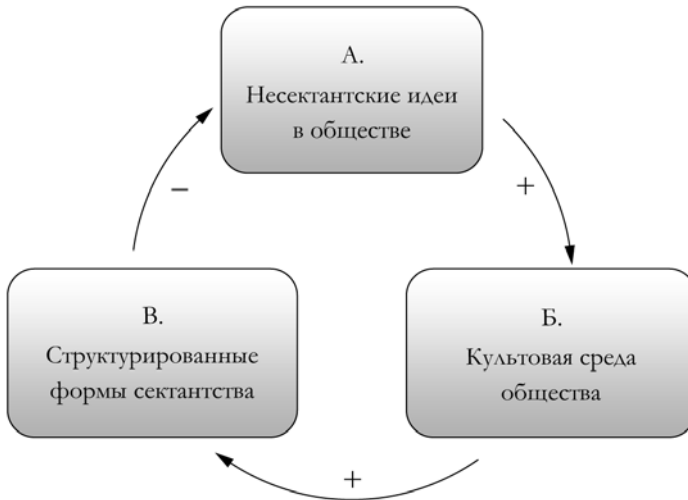 А.
Несектантские идеи
в обществе
+
–
В.
Структурированные
формы сектантства
Б.
Культовая среда
общества
+